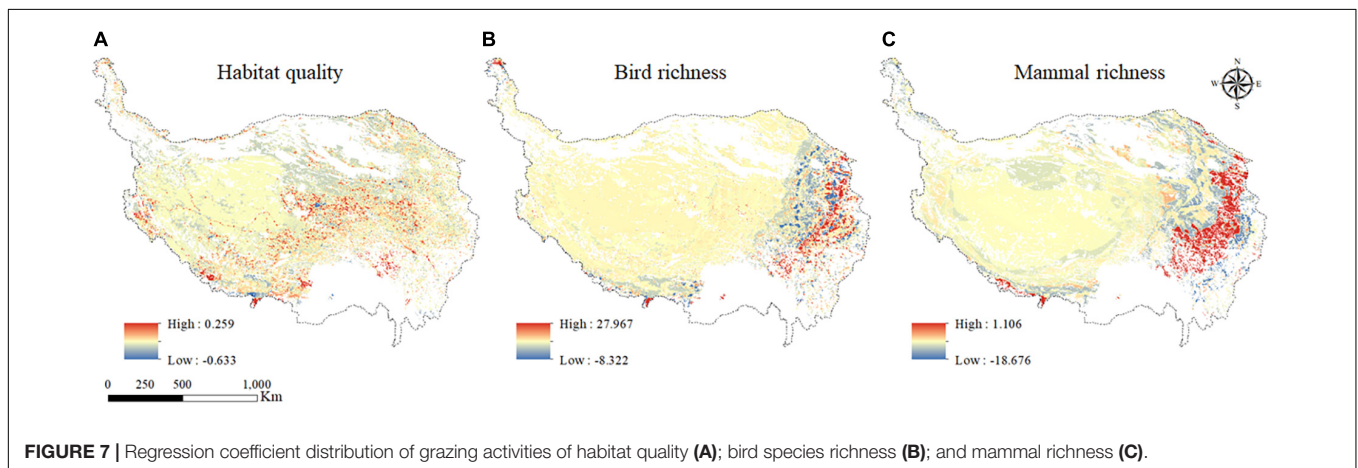 A
Habitat quality
High : 0.259
Low : -0.633
0 250 500 1,000
Km
B
Bird richness
High : 27.967
Low : -8.322
C
Mammal richness
N
W E
S
High : 1.106
Low : -18.676
FIGURE 7 | Regression coefficient distribution of grazing activities of habitat quality (A); bird species richness (B); and mammal richness (C).